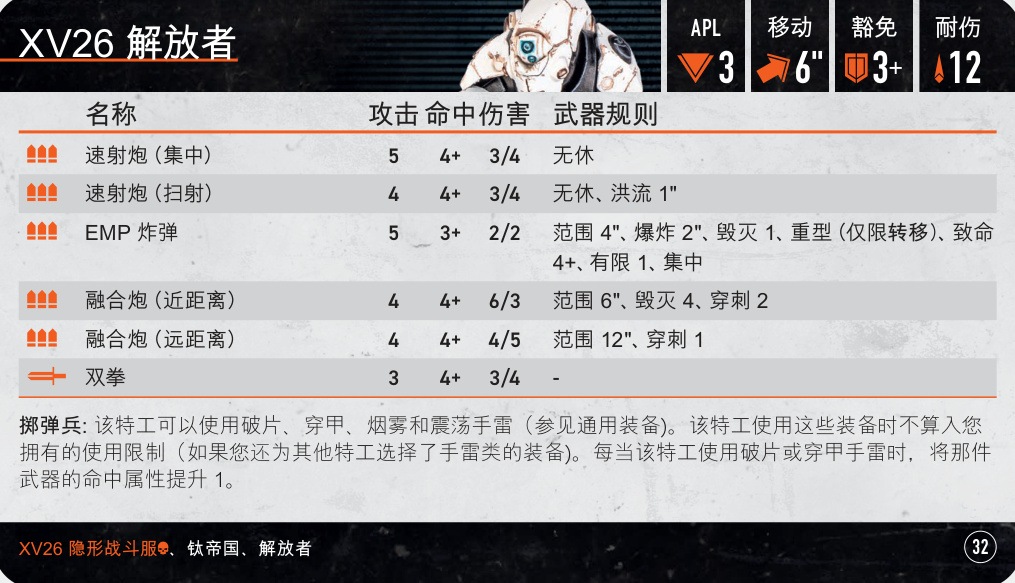 XV26 解放者
APL 移动 豁免 耐伤
3 6" 3+ 12
名称 攻击 命中 伤害 武器规则
速射炮（集中） 5 4+ 3/4 无休
速射炮（扫射） 4 4+ 3/4 无休、洪流 1"
EMP 炸弹 5 3+ 2/2 范围 4"、爆炸 2"、毁灭 1、重型（仅限转移）、致命
4+、有限 1、集中
融合炮（近距离） 4 4+ 6/3 范围 6"、毁灭 4、穿刺 2
融合炮（远距离） 4 4+ 4/5 范围 12"、穿刺 1
双拳 3 4+ 3/4 -
掷弹兵: 该特工可以使用破片、穿甲、烟雾和震荡手雷（参见通用装备)。该特工使用这些装备时不算入您
拥有的使用限制（如果您还为其他特工选择了手雷类的装备)。每当该特工使用破片或穿甲手雷时，将那件
武器的命中属性提升 1。
XV26 隐形战斗服、钛帝国、解放者
32